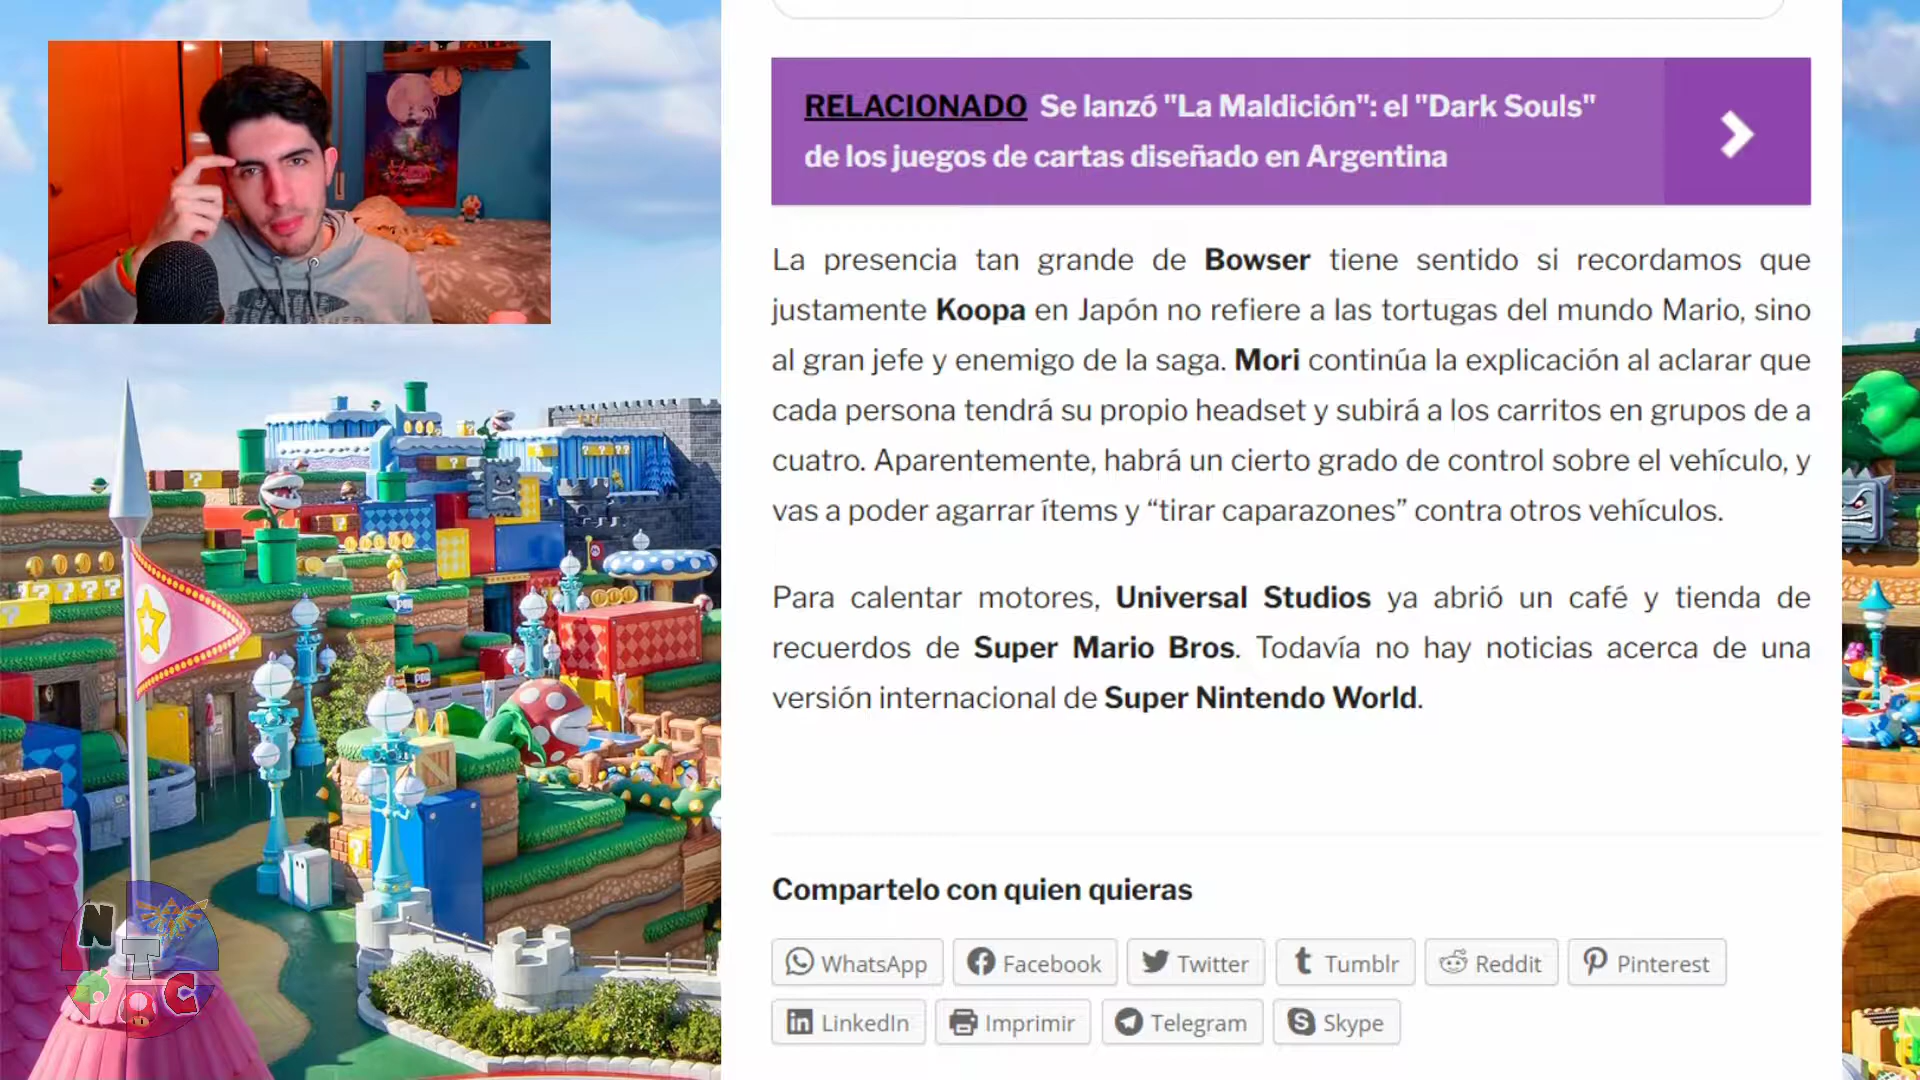 RELACIONADO Se lanzó "La Maldición": el "Dark Souls"
de los juegos de cartas diseñado en Argentina
La presencia tan grande de Bowser tiene sentido si recordamos que
justamente Koopa en Japón no refiere a las tortugas del mundo Mario, sino
al gran jefe y enemigo de la saga. Mori continúa la explicación al aclarar que
cada persona tendrá su propio headset y subirá a los carritos en grupos de a
cuatro. Aparentemente, habrá un cierto grado de control sobre el vehículo, y
vas a poder agarrar ítems y “tirar caparazones” contra otros vehículos.
Para calentar motores, Universal Studios ya abrió un café y tienda de
recuerdos de Super Mario Bros. Todavía no hay noticias acerca de una
versión internacional de Super Nintendo World.
Compartelo con quien quieras
WhatsApp Facebook Twitter Tumblr Reddit Pinterest
LinkedIn Imprimir Telegram Skype
N
T
C